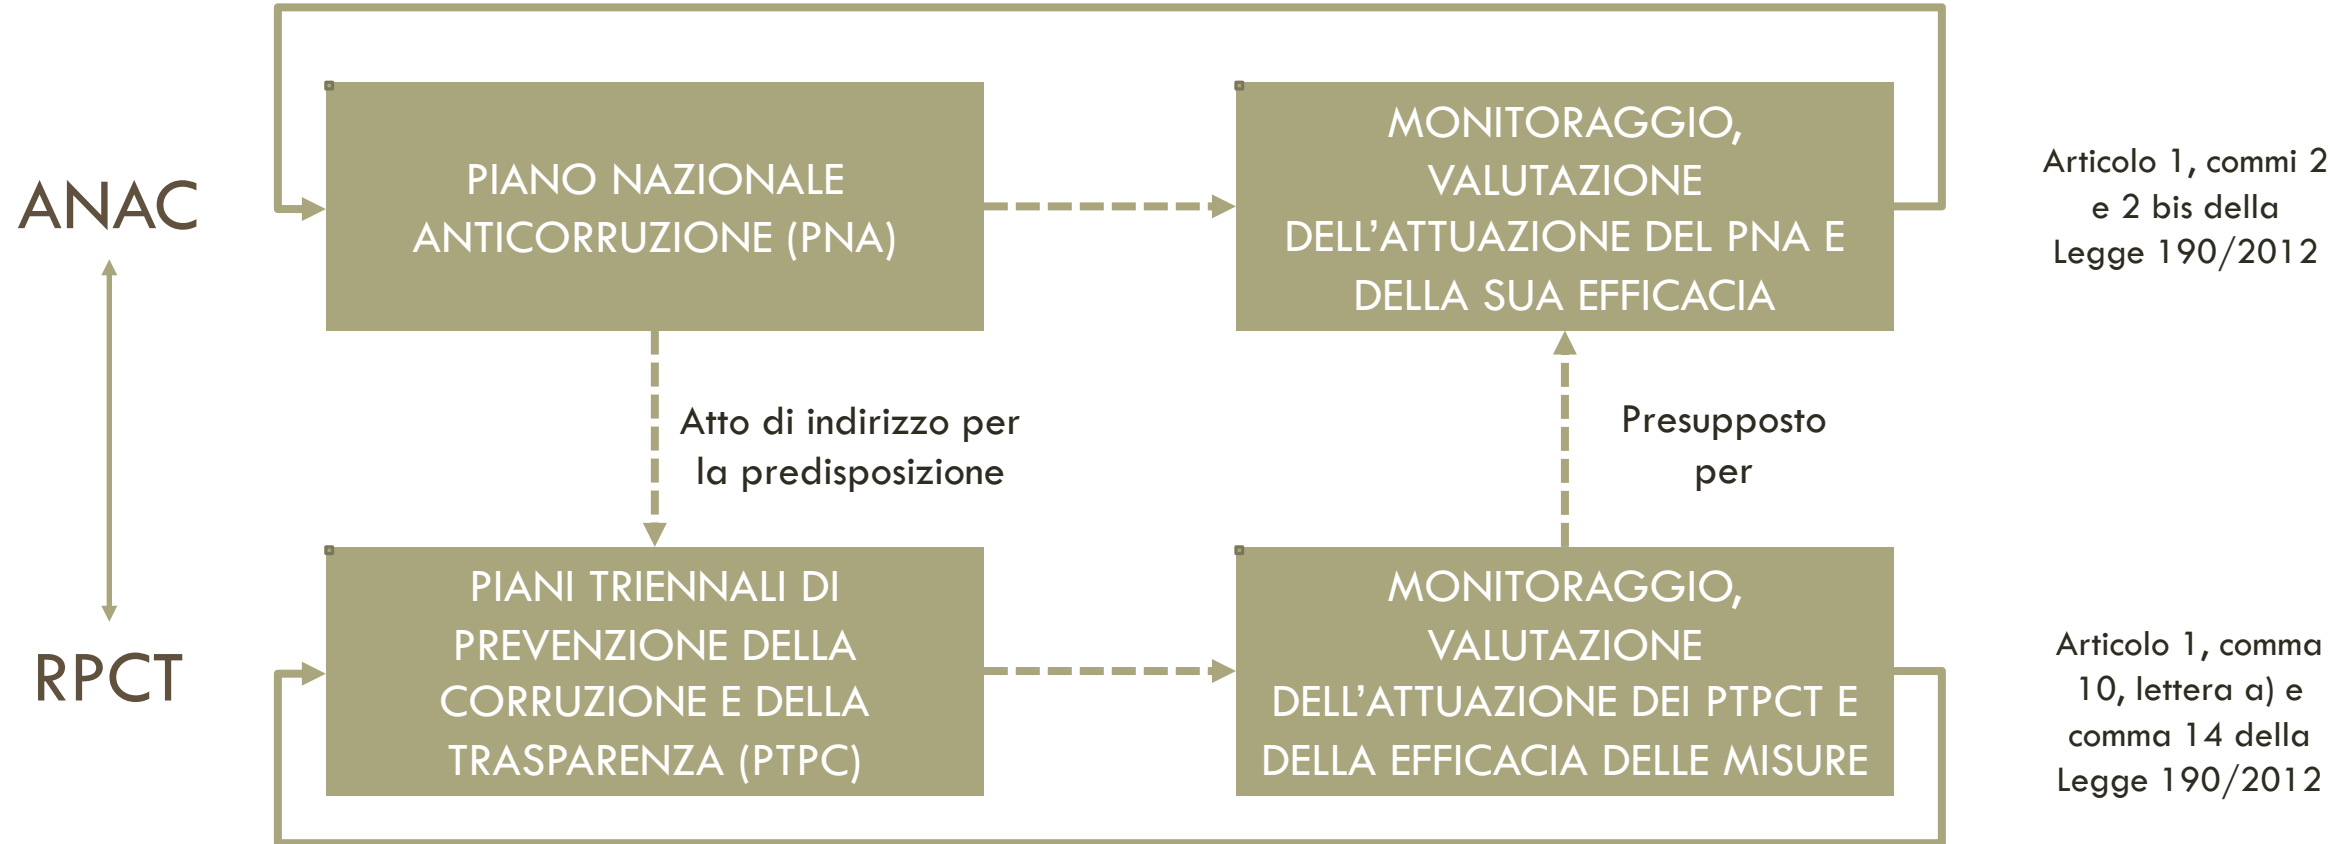 ANAC
PIANO NAZIONALE
ANTICORRUZIONE (PNA)
MONITORAGGIO,
VALUTAZIONE
DELL’ATTUAZIONE DEL PNA E
DELLA SUA EFFICACIA
Articolo 1, commi 2
e 2 bis della
Legge 190/2012
Atto di indirizzo per
la predisposizione
Presupposto
per
RPCT
PIANI TRIENNALI DI
PREVENZIONE DELLA
CORRUZIONE E DELLA
TRASPARENZA (PTPC)
MONITORAGGIO,
VALUTAZIONE
DELL’ATTUAZIONE DEI PTPCT E
DELLA EFFICACIA DELLE MISURE
Articolo 1, comma
10, lettera a) e
comma 14 della
Legge 190/2012